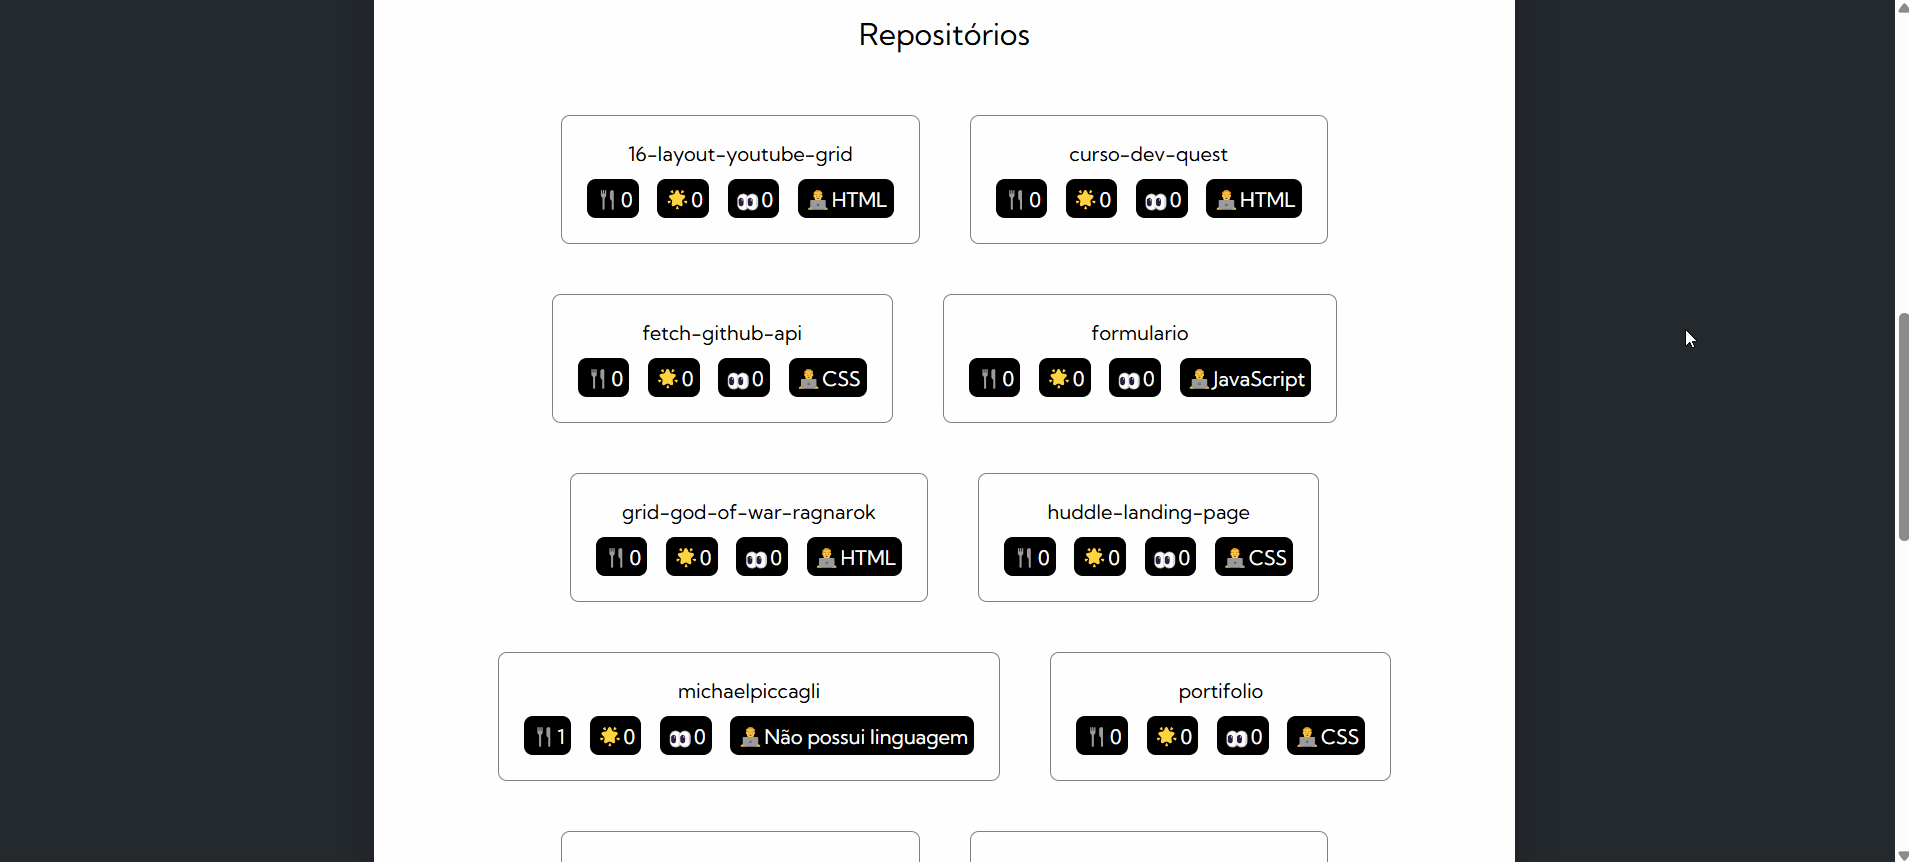 Repositórios
16-layout-youtube-grid
🍴0 🌟0 👀0 👨‍💻HTML
curso-dev-quest
🍴0 🌟0 👀0 👨‍💻HTML
fetch-github-api
🍴0 🌟0 👀0 👨‍💻CSS
formulario
🍴0 🌟0 👀0 👨‍💻JavaScript
grid-god-of-war-ragnarok
🍴0 🌟0 👀0 👨‍💻HTML
huddle-landing-page
🍴0 🌟0 👀0 👨‍💻CSS
michaelpiccagli
🍴1 🌟0 👀0 👨‍💻Não possui linguagem
portifolio
🍴0 🌟0 👀0 👨‍💻CSS